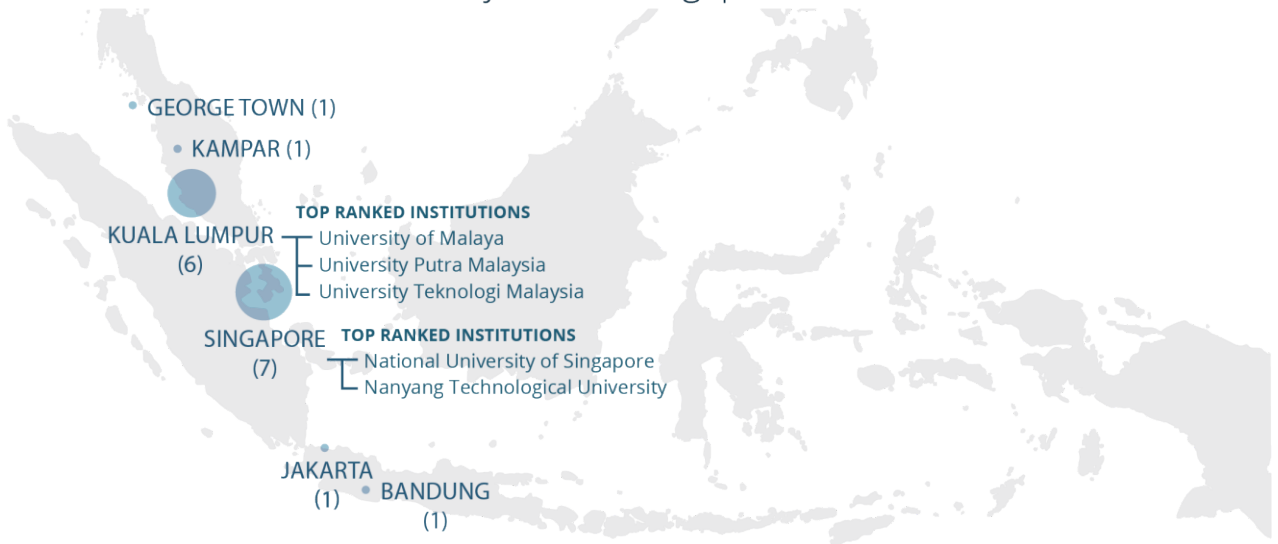 GEORGE TOWN (1)
KAMPAR (1)
TOP RANKED INSTITUTIONS
KUALA LUMPUR
(6)
University of Malaya
University Putra Malaysia
University Teknologi Malaysia
SINGAPORE
(7)
TOP RANKED INSTITUTIONS
National University of Singapore
Nanyang Technological University
JAKARTA
(1)
BANDUNG
(1)